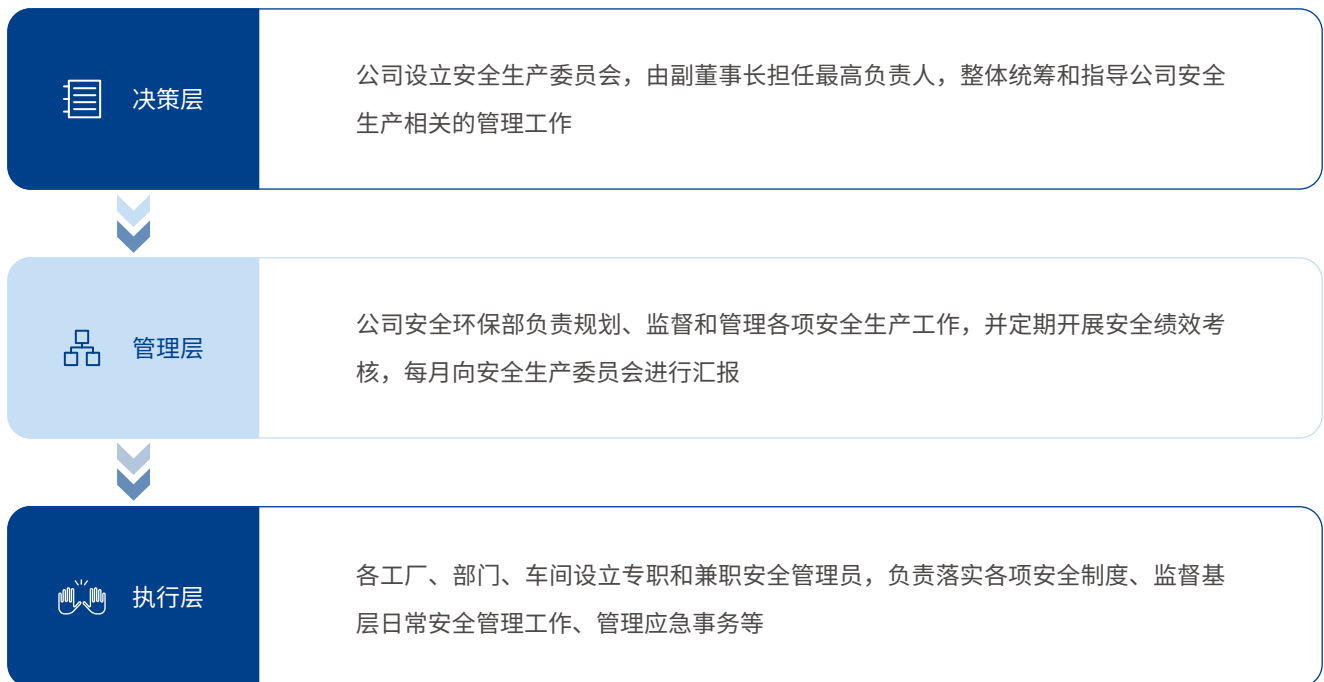 决策层
公司设立安全生产委员会，由副董事长担任最高负责人，整体统筹和指导公司安全
生产相关的管理工作
管理层
公司安全环保部负责规划、监督和管理各项安全生产工作，并定期开展安全绩效考
核，每月向安全生产委员会进行汇报
执行层
各工厂、部门、车间设立专职和兼职安全管理员，负责落实各项安全制度、监督基
层日常安全管理工作、管理应急事务等